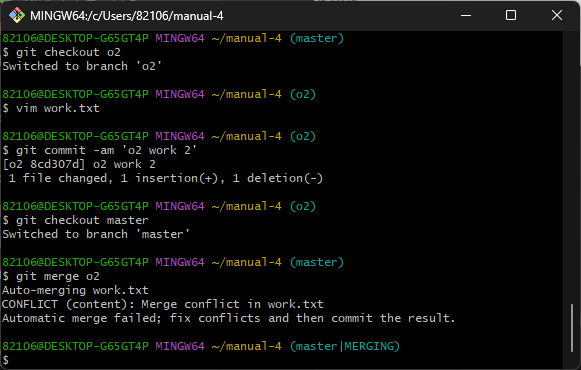 MINGW64:/c/Users/82106/manual-4
82106@DESKTOP-G65GT4P MINGW64 ~/manual-4 (master)
$ git checkout o2
Switched to branch 'o2'
82106@DESKTOP-G65GT4P MINGW64 ~/manual-4 (o2)
$ vim work.txt
82106@DESKTOP-G65GT4P MINGW64 ~/manual-4 (o2)
$ git commit -am 'o2 work 2'
[o2 8cd307d] o2 work 2
 1 file changed, 1 insertion(+), 1 deletion(-)
82106@DESKTOP-G65GT4P MINGW64 ~/manual-4 (o2)
$ git checkout master
Switched to branch 'master'
82106@DESKTOP-G65GT4P MINGW64 ~/manual-4 (master)
$ git merge o2
Auto-merging work.txt
CONFLICT (content): Merge conflict in work.txt
Automatic merge failed; fix conflicts and then commit the result.
82106@DESKTOP-G65GT4P MINGW64 ~/manual-4 (master|MERGING)
$